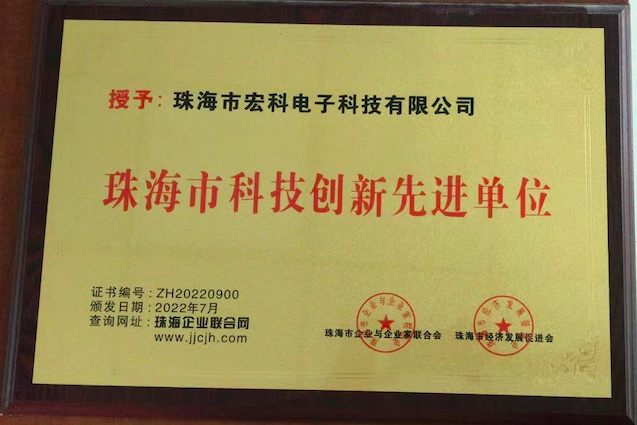 授予：珠海市宏科电子科技有限公司
珠海市科技创新先进单位
证书编号：ZH20220900
颁发日期：2022年7月
查询网址：珠海企业联合网
www.jjcjh.com
珠海市企业与企业家联合会
珠海市经济发展促进会